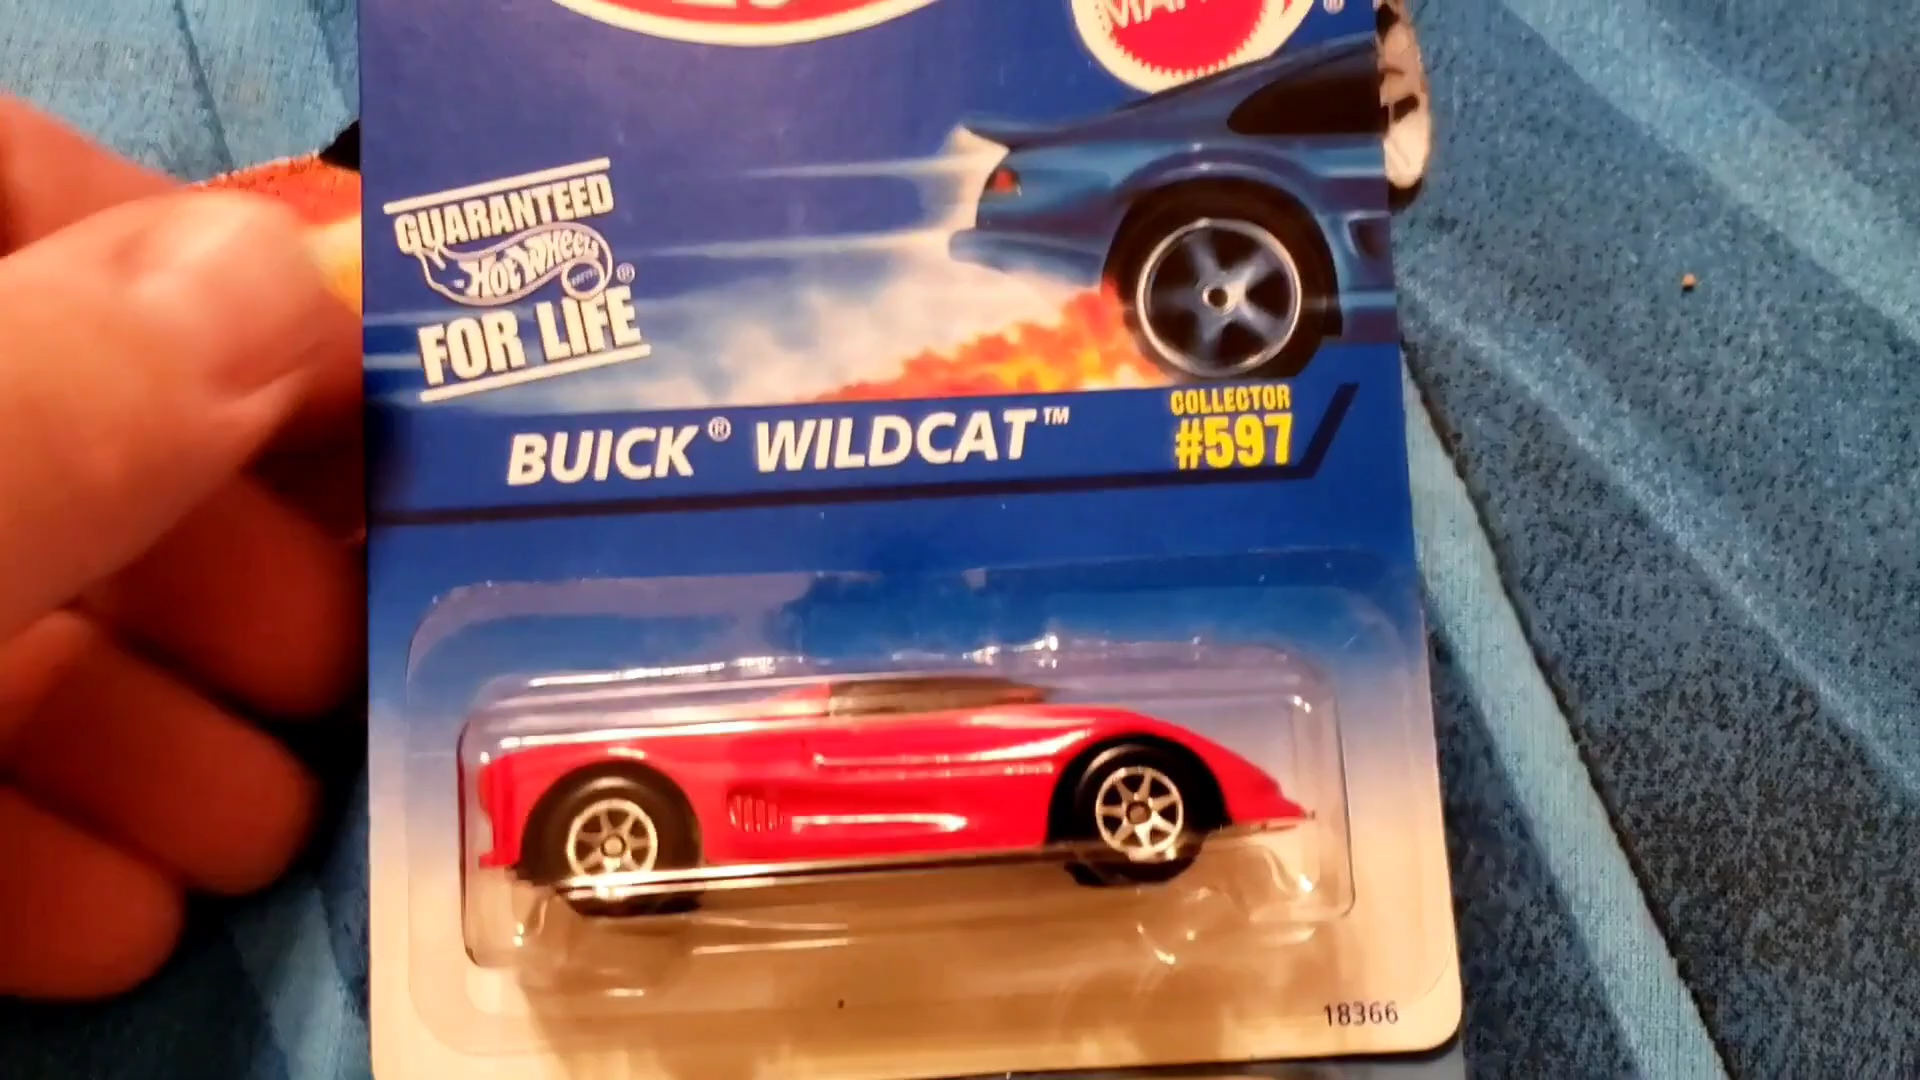 GUARANTEED
Hot Wheels
®
FOR LIFE
BUICK® WILDCAT™
COLLECTOR
#597
18366